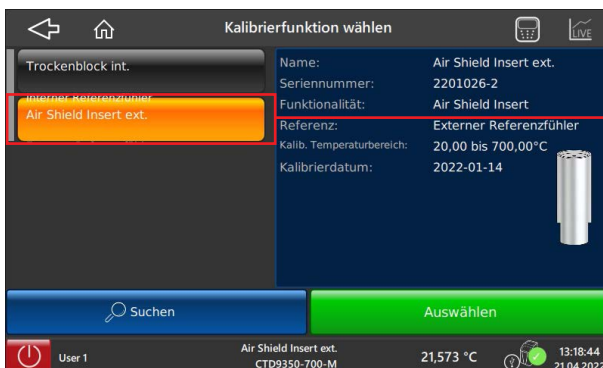 Kalibrierfunktion wählen
LIVE
Trockenblock int.
Interner Referenzfühler
Air Shield Insert ext.
Name: Air Shield Insert ext.
Seriennummer: 2201026-2
Funktionalität: Air Shield Insert
Referenz: Externer Referenzfühler
Kalib. Temperaturbereich: 20,00 bis 700,00°C
Kalibrierdatum: 2022-01-14
Suchen
Auswählen
User 1
Air Shield Insert ext.
CTD9350-700-M
21,573 °C
13:18:44
21.04.2022